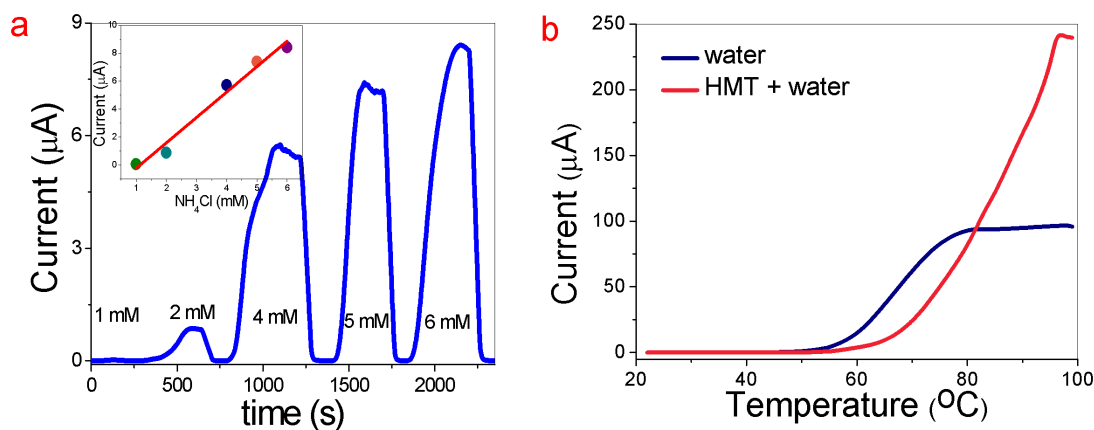 a
9
6
3
0
Current (µA)
0
500
1000
1500
2000
time (s)
1 mM
2 mM
4 mM
5 mM
6 mM
10
8
6
4
2
0
Current (µA)
1
2
3
4
5
6
NH4Cl (mM)
b
250
200
150
100
50
0
Current (µA)
20
40
60
80
100
Temperature (°C)
water
HMT + water